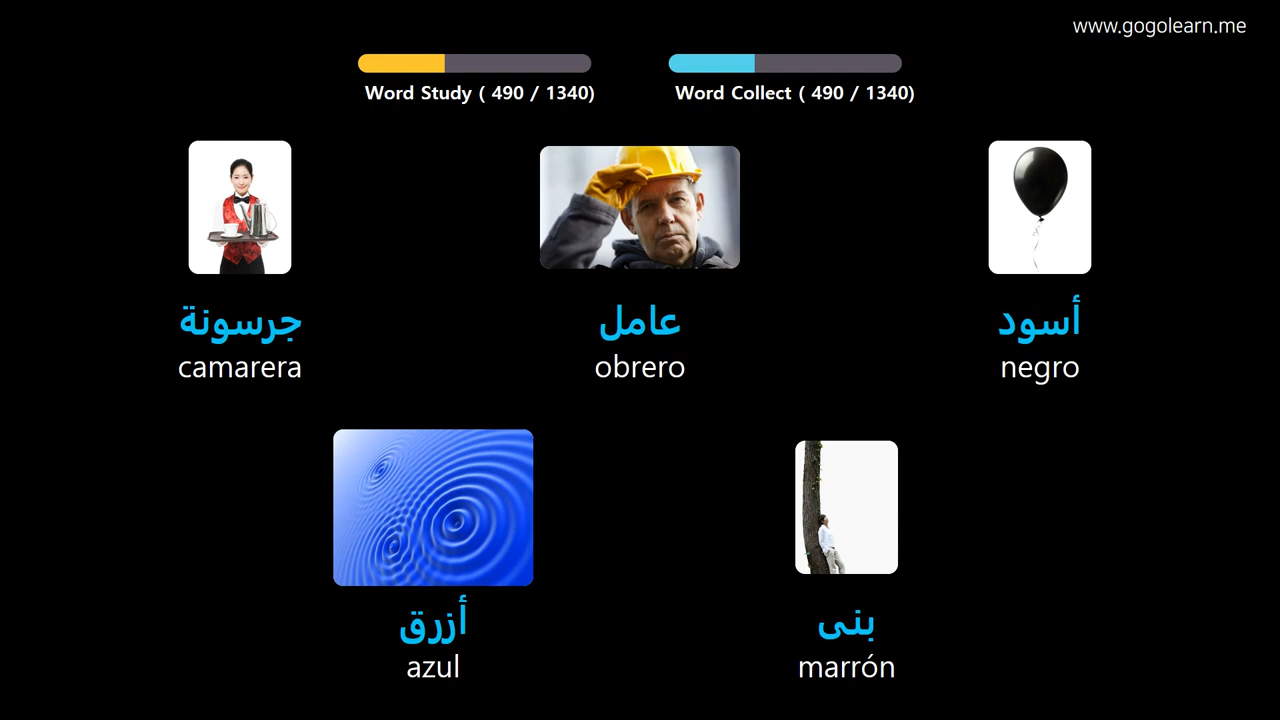 www.gogolearn.me
Word Study ( 490 / 1340)
Word Collect ( 490 / 1340)
جرسونة
camarera
عامل
obrero
أسود
negro
أزرق
azul
بنى
marrón